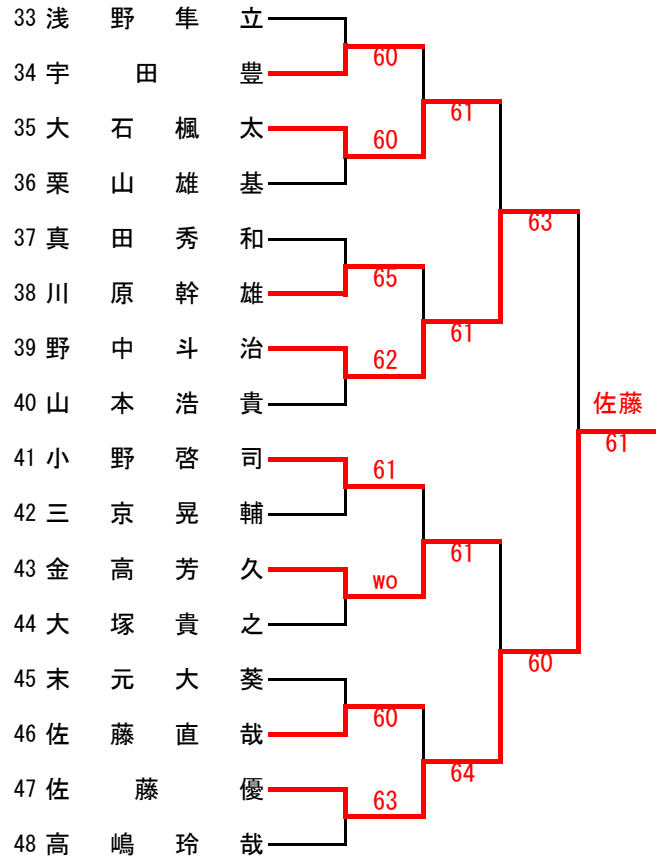 33 浅野隼立
34 宇田豊
60
61
35 大石楓太
60
36 栗山雄基
63
37 真田秀和
38 川原幹雄
65
61
39 野中斗治
62
40 山本浩貴
佐藤
61
41 小野啓司
61
42 三京晃輔
61
43 金高芳久
wo
44 大塚貴之
60
45 末元大葵
46 佐藤直哉
60
64
47 佐藤優
63
48 高嶋玲哉